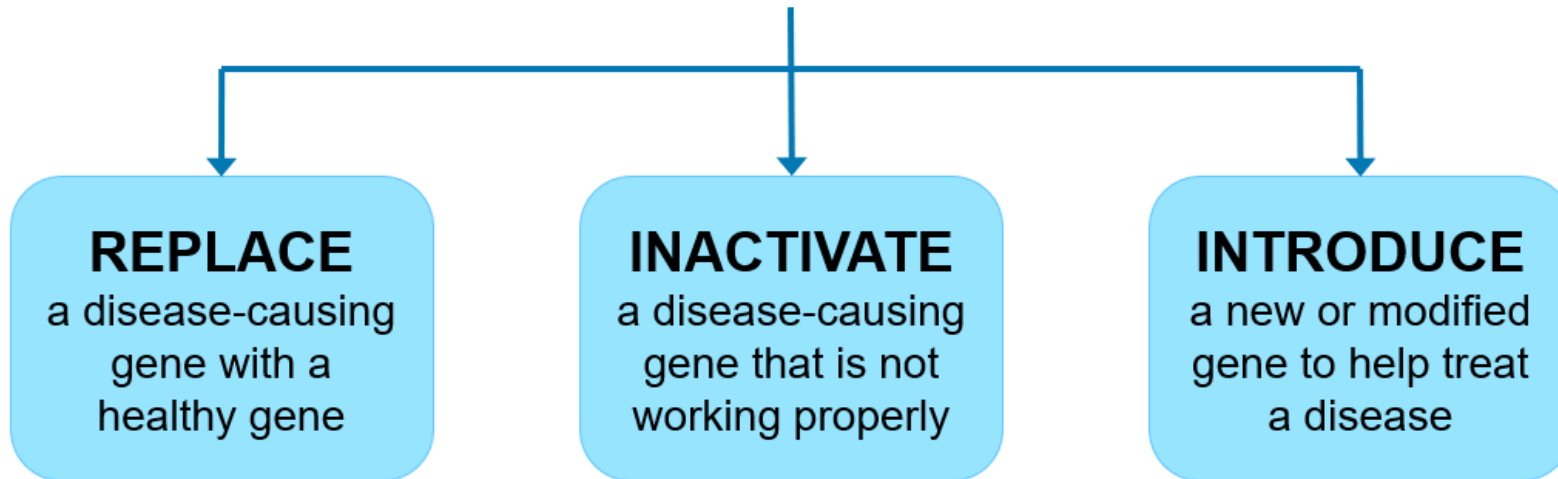 REPLACE
a disease-causing
gene with a
healthy gene
INACTIVATE
a disease-causing
gene that is not
working properly
INTRODUCE
a new or modified
gene to help treat
a disease